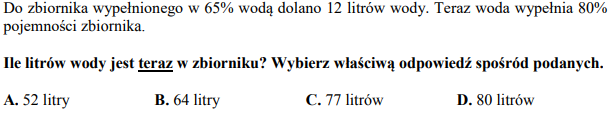 Do zbiornika wypełnionego w 65% wodą dolano 12 litrów wody. Teraz woda wypełnia 80%
pojemności zbiornika.
Ile litrów wody jest teraz w zbiorniku? Wybierz właściwą odpowiedź spośród podanych.
A. 52 litry B. 64 litry C. 77 litrów D. 80 litrów